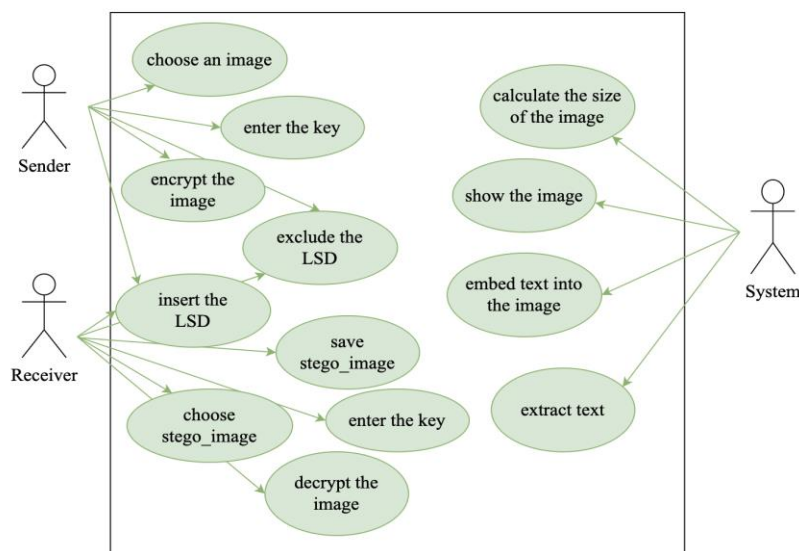 choose an image
Sender
enter the key
encrypt the
image
exclude the
LSD
insert the
LSD
Receiver
save
stego_image
choose
stego_image
enter the key
decrypt the
image
calculate the size
of the image
show the image
embed text into
the image
extract text
System